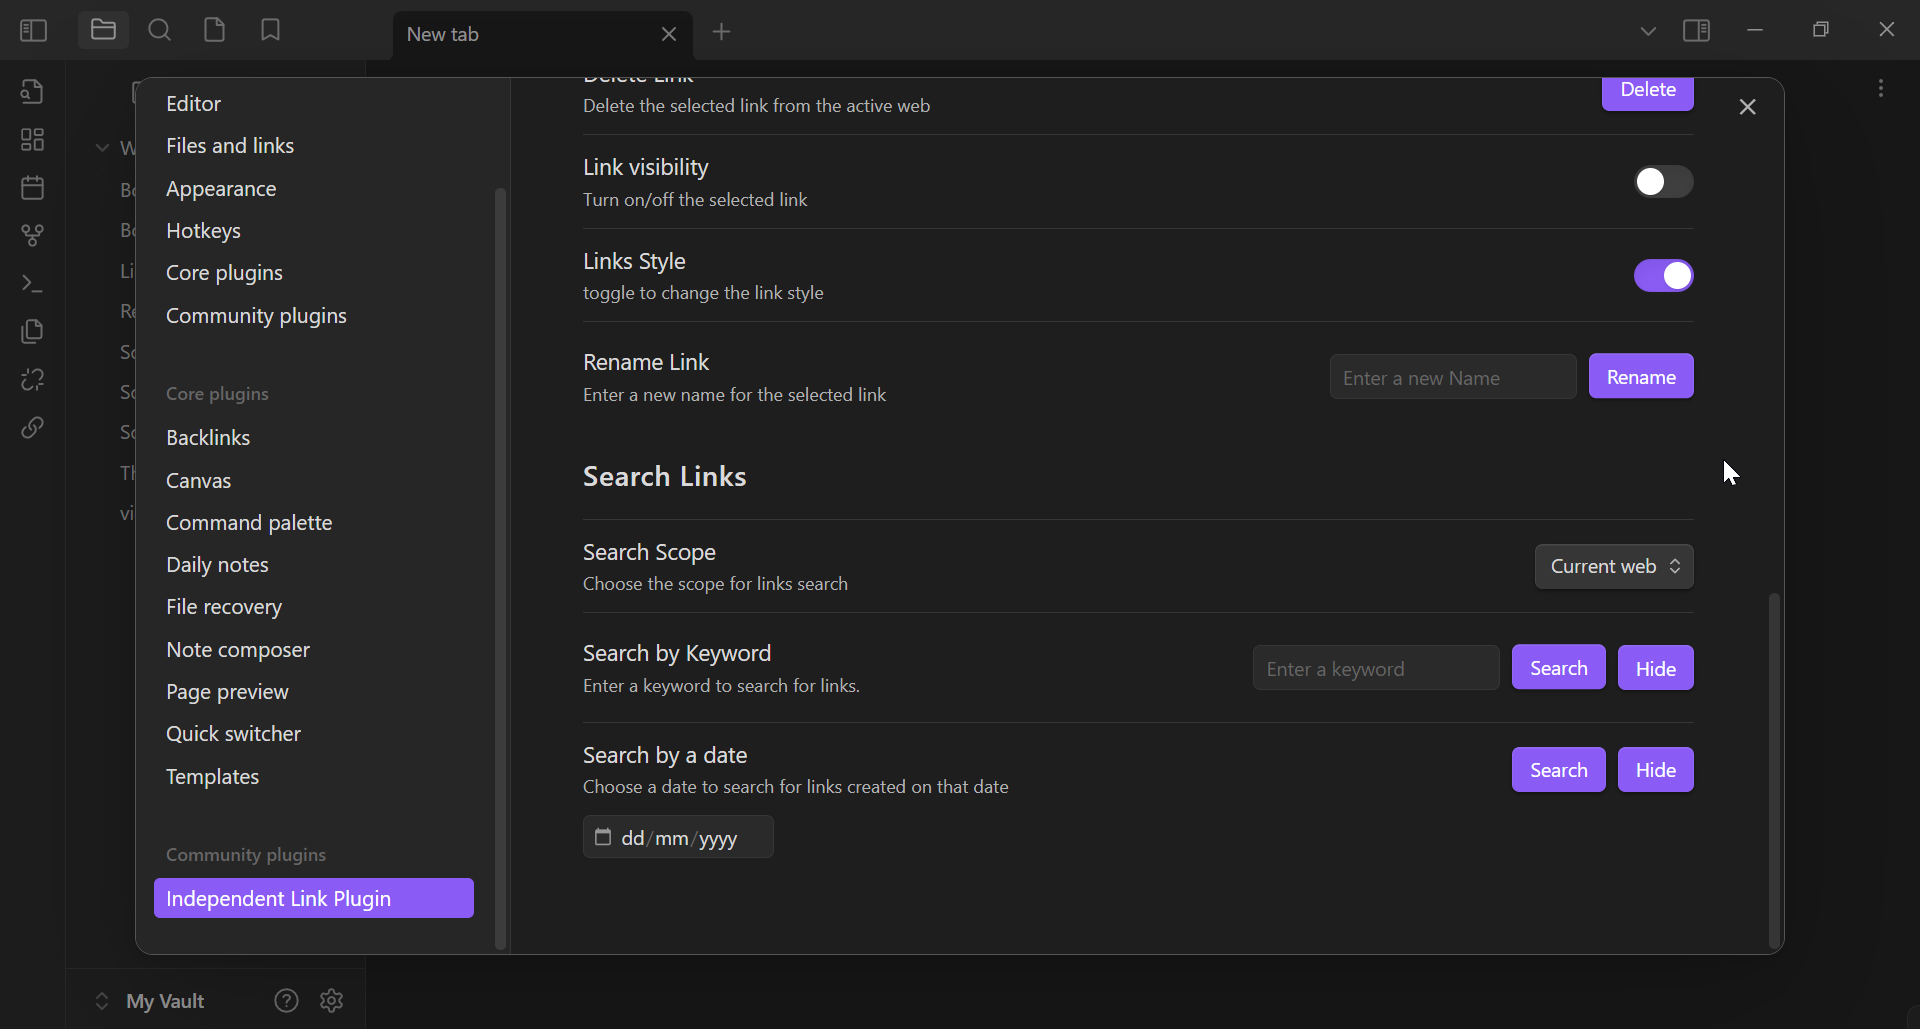 New tab
Editor
Files and links
Appearance
Hotkeys
Core plugins
Community plugins
Core plugins
Backlinks
Canvas
Command palette
Daily notes
File recovery
Note composer
Page preview
Quick switcher
Templates
Community plugins
Independent Link Plugin
My Vault
Delete Link
Delete the selected link from the active web
Delete
Link visibility
Turn on/off the selected link
Links Style
toggle to change the link style
Rename Link
Enter a new name for the selected link
Enter a new Name
Rename
Search Links
Search Scope
Choose the scope for links search
Current web
Search by Keyword
Enter a keyword to search for links.
Enter a keyword
Search
Hide
Search by a date
Choose a date to search for links created on that date
Search
Hide
dd/mm/yyyy